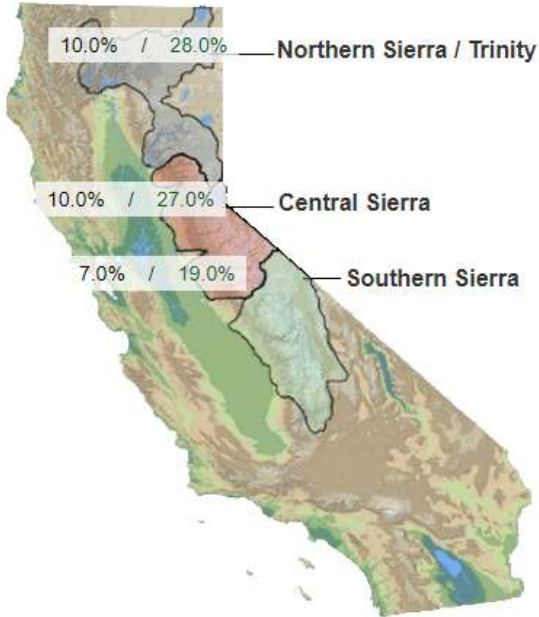 10.0% / 28.0% Northern Sierra / Trinity
10.0% / 27.0% Central Sierra
7.0% / 19.0% Southern Sierra